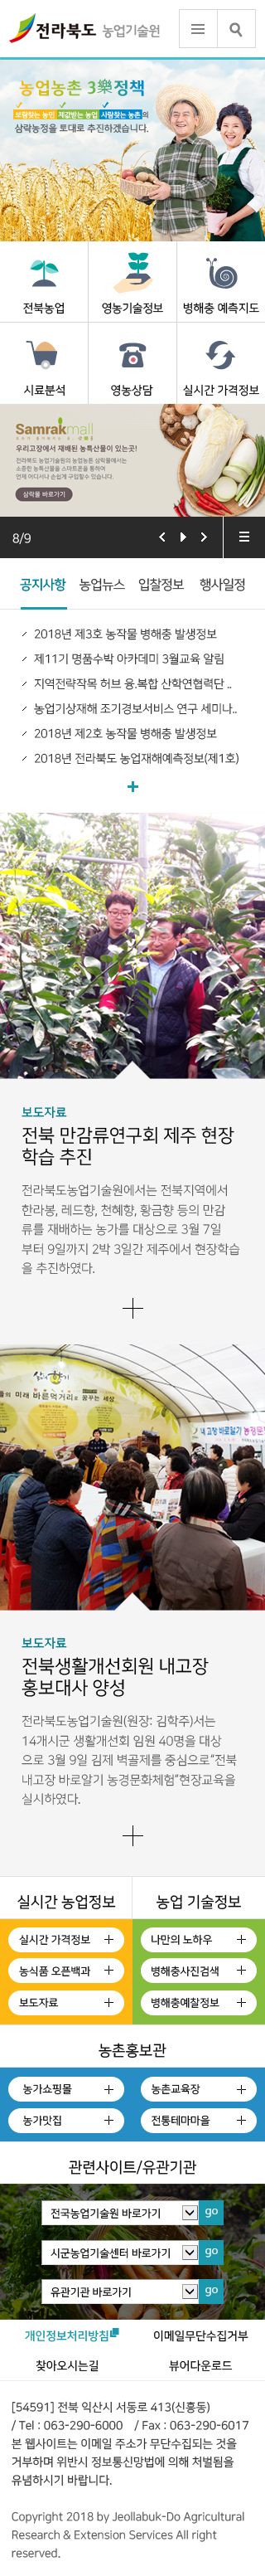 전라북도 농업기술원
농업농촌 3樂정책
보람찾는 농민 제값받는 농업 사람찾는 농촌의
삼락농정을 토대로 추진하겠습니다.
전북농업 영농기술정보 병해충 예측지도
시료분석 영농상담 실시간 가격정보
Samrakmall
우리고장에서 재배된 농특산물이 있는곳!
삼락몰 바로가기
8/9
공지사항 농업뉴스 입찰정보 행사일정
2018년 제3호 농작물 병해충 발생정보
제11기 명품수박 아카데미 3월교육 알림
지역전략작목 허브 융.복합 산학연협력단 ..
농업기상재해 조기경보서비스 연구 세미나..
2018년 제2호 농작물 병해충 발생정보
2018년 전라북도 농업재해예측정보(제1호)
보도자료
전북 만감류연구회 제주 현장
학습 추진
전라북도농업기술원에서는 전북지역에서
한라봉, 레드향, 천혜향, 황금향 등의 만감
류를 재배하는 농가를 대상으로 3월 7일
부터 9일까지 2박 3일간 제주에서 현장학습
을 추진하였다.
보도자료
전북생활개선회원 내고장
홍보대사 양성
전라북도농업기술원(원장: 김학주)서는
14개시군 생활개선회 임원 40명을 대상
으로 3월 9일 김제 벽골제를 중심으로“전북
내고장 바로알기 농경문화체험”현장교육을
실시하였다.
실시간 농업정보 농업 기술정보
실시간 가격정보 나만의 노하우
농식품 오픈백과 병해충사진검색
보도자료 병해충예찰정보
농촌홍보관
농가쇼핑몰 농촌교육장
농가맛집 전통테마마을
관련사이트/유관기관
전국농업기술원 바로가기 go
시군농업기술센터 바로가기 go
유관기관 바로가기 go
개인정보처리방침 이메일무단수집거부
찾아오시는길 뷰어다운로드
[54591] 전북 익산시 서동로 413(신흥동)
/ Tel : 063-290-6000 / Fax : 063-290-6017
본 웹사이트는 이메일 주소가 무단수집되는 것을
거부하며 위반시 정보통신망법에 의해 처벌됨을
유념하시기 바랍니다.
Copyright 2018 by Jeollabuk-Do Agricultural
Research & Extension Services All right
reserved.